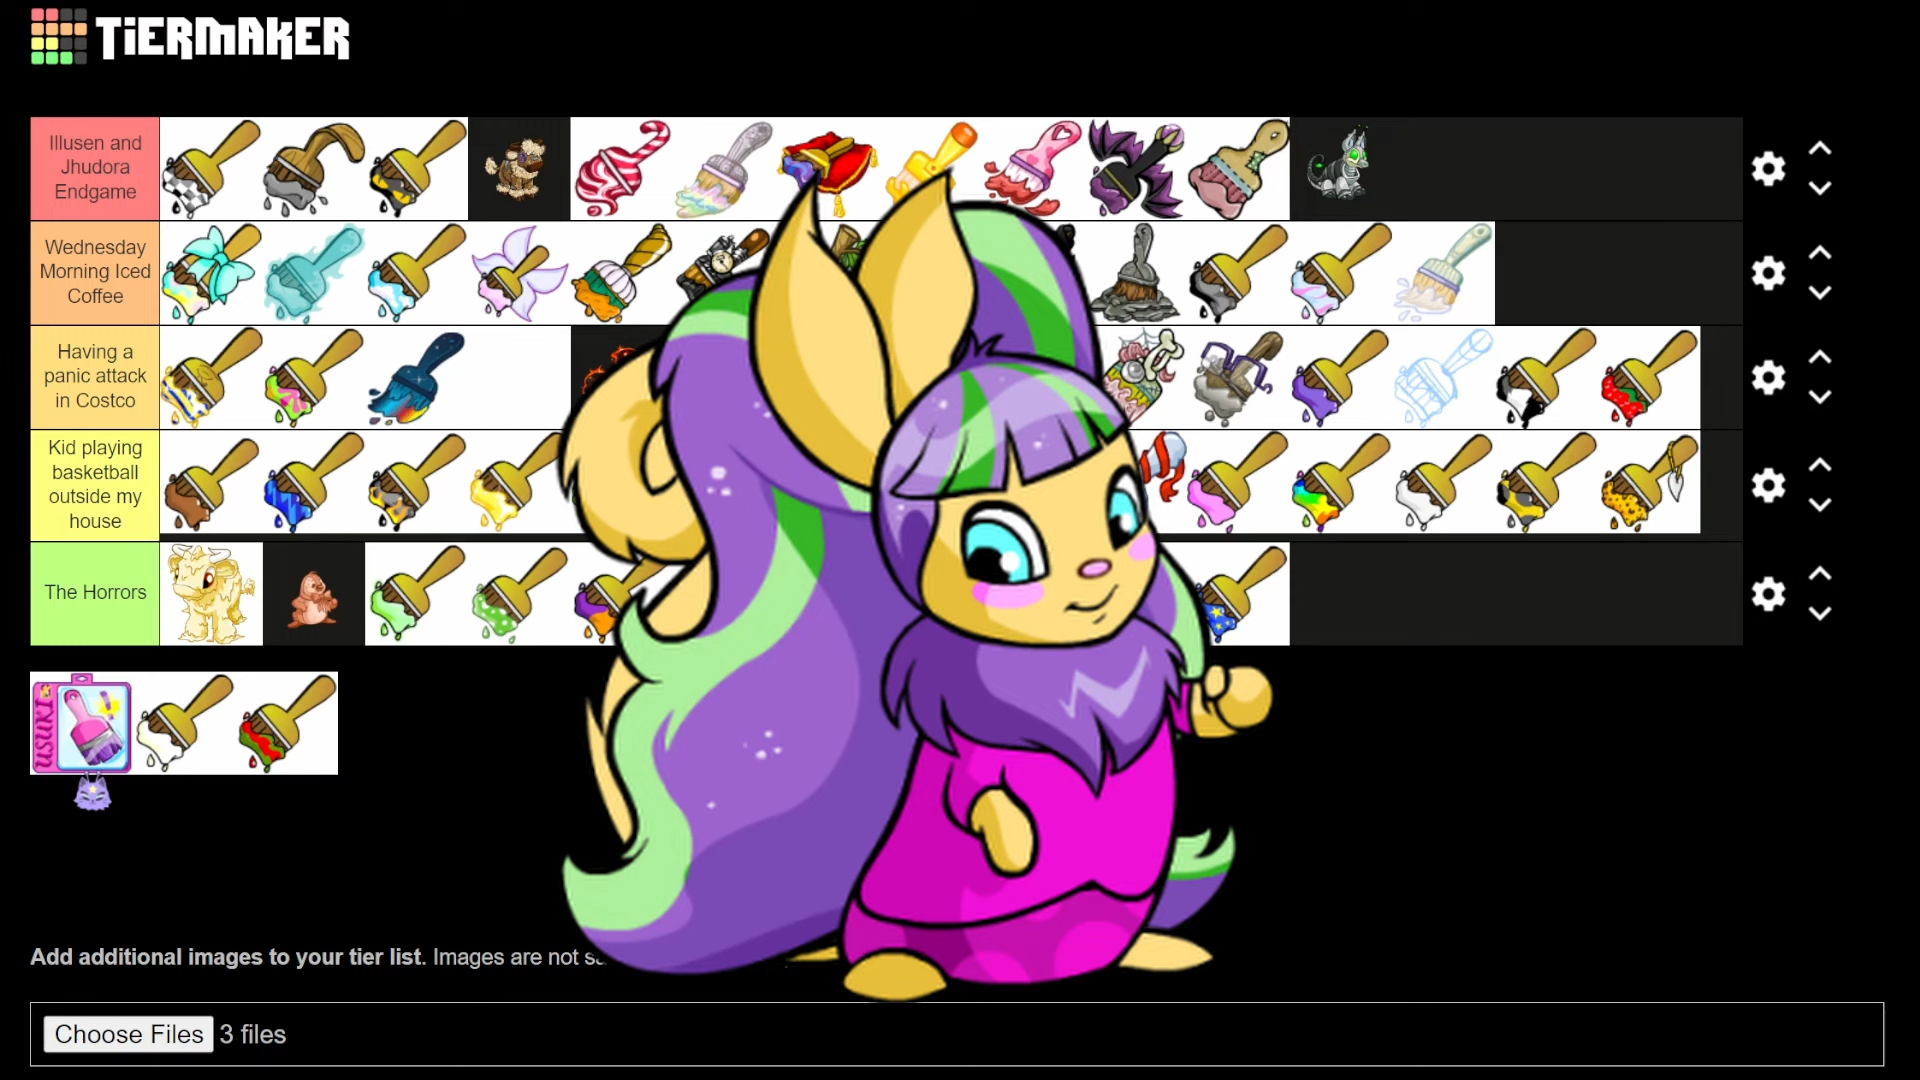 TiERMAKER
Illusen and
Jhudora
Endgame
Wednesday
Morning Iced
Coffee
Having a
panic attack
in Costco
Kid playing
basketball
outside my
house
The Horrors
USUKI
Add additional images to your tier list. Images are not
Choose Files 3 files